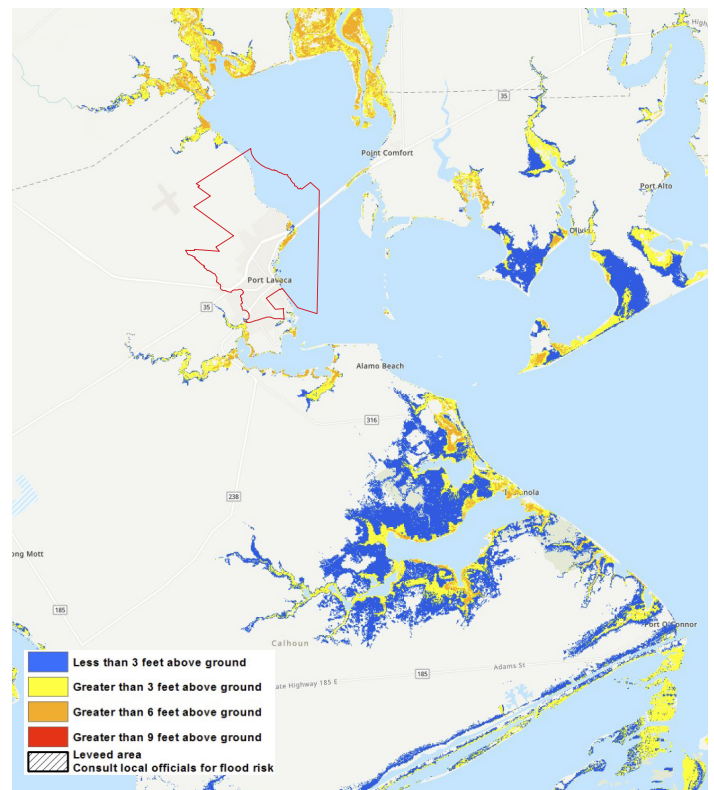 State High
35
Point Comfort
Port Alto
Olivia
Port Lavaca
35
Alamo Beach
316
238
ong Mott
185
Port O'Connor
Calhoun
Adams St
185
ate Highway 185 E
Less than 3 feet above ground
Greater than 3 feet above ground
Greater than 6 feet above ground
Greater than 9 feet above ground
Leveed area
Consult local officials for flood risk